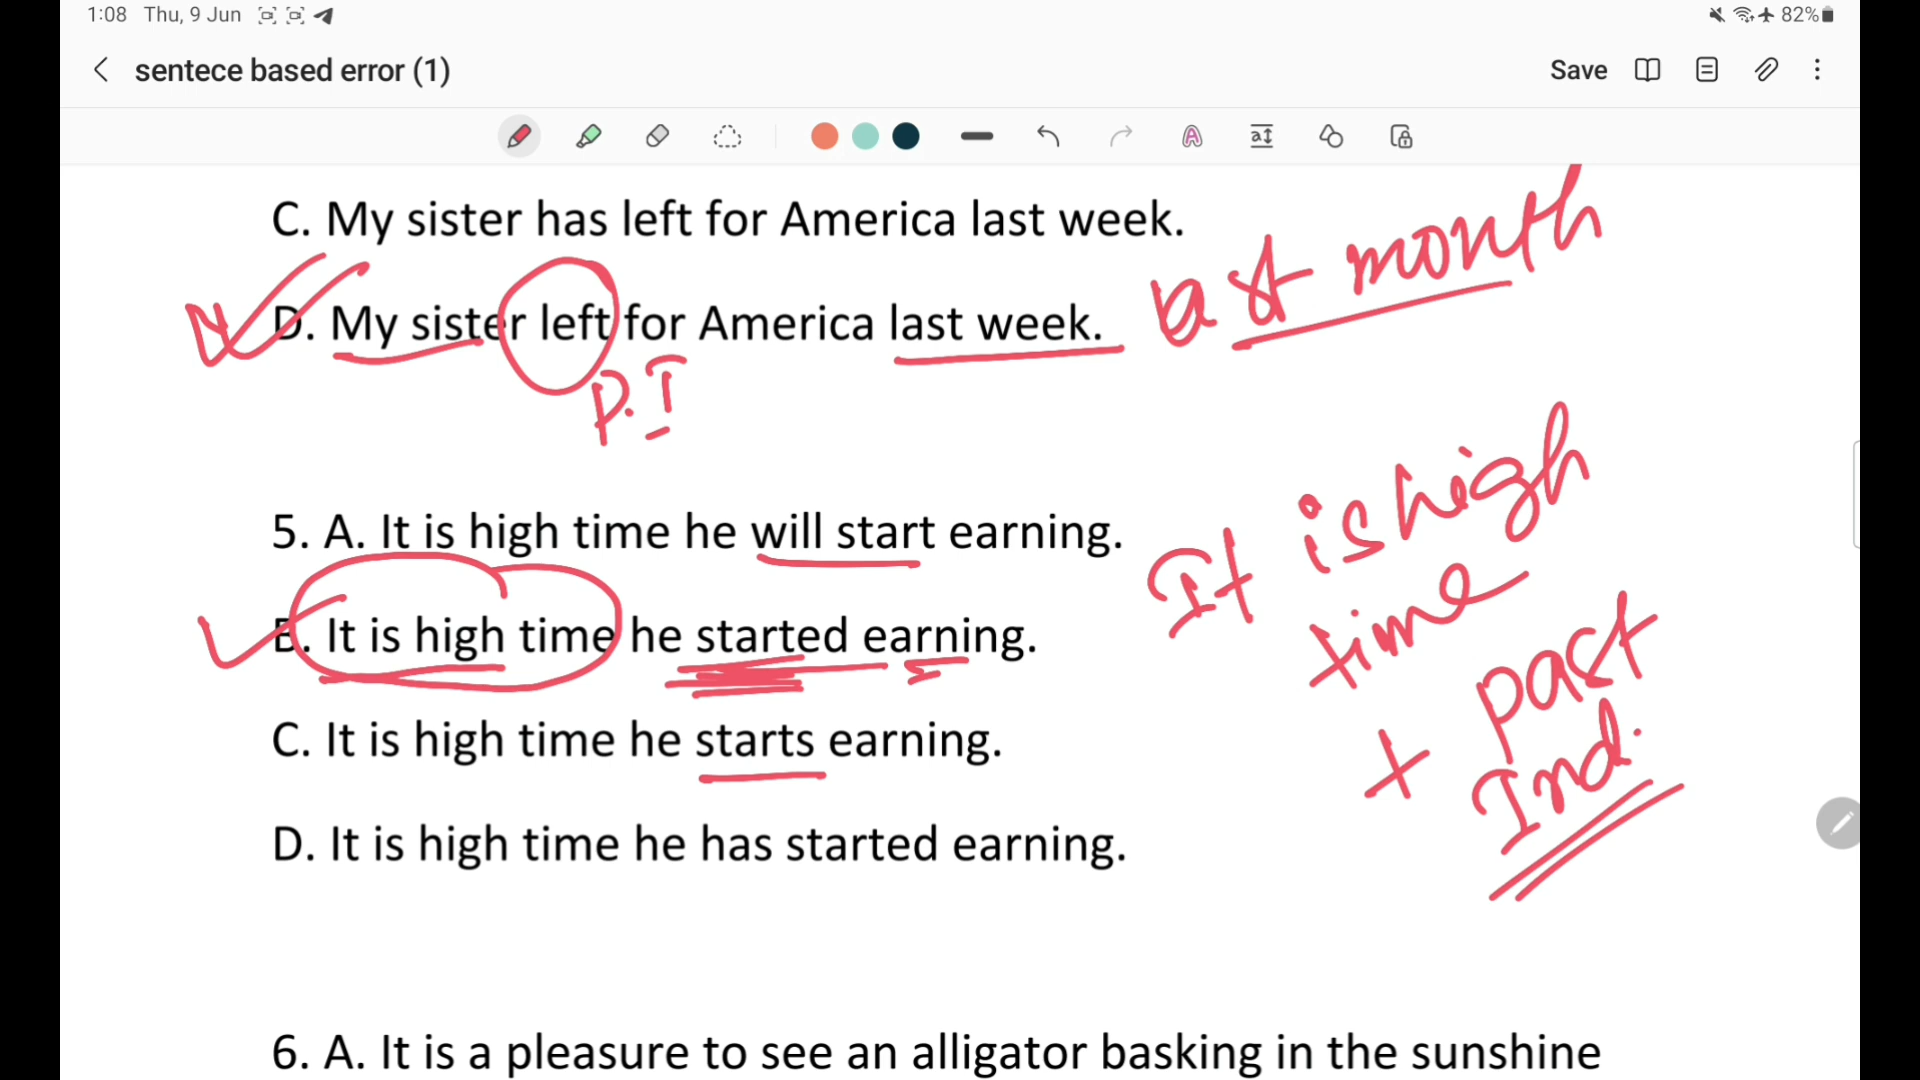 1:08 Thu, 9 Jun 82%
sentece based error (1) Save
C. My sister has left for America last week.
last month
D. My sister left for America last week.
P.I
5. A. It is high time he will start earning.
It is high
time
+ past
Ind.
B. It is high time he started earning.
C. It is high time he starts earning.
D. It is high time he has started earning.
6. A. It is a pleasure to see an alligator basking in the sunshine